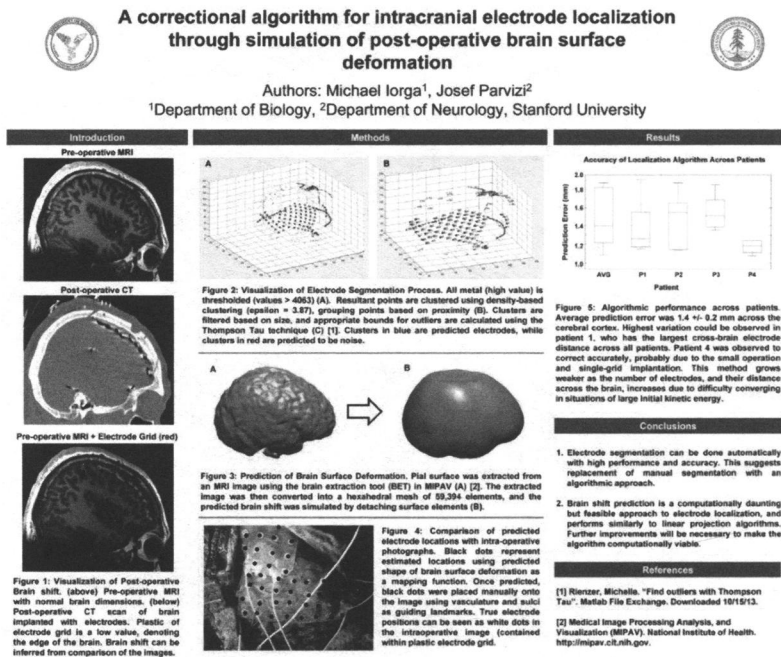 A correctional algorithm for intracranial electrode localization
through simulation of post-operative brain surface
deformation
Authors: Michael Iorga¹, Josef Parvizi²
¹Department of Biology, ²Department of Neurology, Stanford University
Introduction
Pre-operative MRI
Post-operative CT
Pre-operative MRI + Electrode Grid (red)
Figure 1: Visualization of Post-operative
Brain shift. (above) Pre-operative MRI
with normal brain dimensions. (below)
Post-operative CT scan of brain
implanted with electrodes. Plastic of
electrode grid is a low value, denoting
the edge of the brain. Brain shift can be
inferred from comparison of the images.
Methods
A
B
Figure 2: Visualization of Electrode Segmentation Process. All metal (high value) is
thresholded (values > 4063) (A). Resultant points are clustered using density-based
clustering (epsilon = 3.87), grouping points based on proximity (B). Clusters are
filtered based on size, and appropriate bounds for outliers are calculated using the
Thompson Tau technique (C) [1]. Clusters in blue are predicted electrodes, while
clusters in red are predicted to be noise.
A
B
Figure 3: Prediction of Brain Surface Deformation. Pial surface was extracted from
an MRI image using the brain extraction tool (BET) in MIPAV (A) [2]. The extracted
image was then converted into a hexahedral mesh of 59,394 elements, and the
predicted brain shift was simulated by detaching surface elements (B).
Figure 4: Comparison of predicted
electrode locations with intra-operative
photographs. Black dots represent
estimated locations using predicted
shape of brain surface deformation as
a mapping function. Once predicted,
black dots were placed manually onto
the image using vasculature and sulci
as guiding landmarks. True electrode
positions can be seen as white dots in
the intraoperative image (contained
within plastic electrode grid.
Results
Accuracy of Localization Algorithm Across Patients
Prediction Error (mm)
1.0
AVG P1 P2 P3 P4
Patient
Figure 5: Algorithmic performance across patients.
Average prediction error was 1.4 +/- 0.2 mm across the
cerebral cortex. Highest variation could be observed in
patient 1, who has the largest cross-brain electrode
distance across all patients. Patient 4 was observed to
correct accurately, probably due to the small operation
and single-grid implantation. This method grows
weaker as the number of electrodes, and their distance
across the brain, increases due to difficulty converging
in situations of large initial kinetic energy.
Conclusions
1. Electrode segmentation can be done automatically
with high performance and accuracy. This suggests
replacement of manual segmentation with an
algorithmic approach.
2. Brain shift prediction is a computationally daunting
but feasible approach to electrode localization, and
performs similarly to linear projection algorithms.
Further improvements will be necessary to make the
algorithm computationally viable.
References
[1] Rienzer, Michelle. "Find outliers with Thompson
Tau". Matlab File Exchange. Downloaded 10/15/13.
[2] Medical Image Processing, Analysis, and
Visualization (MIPAV). National Institute of Health.
http://mipav.cit.nih.gov.